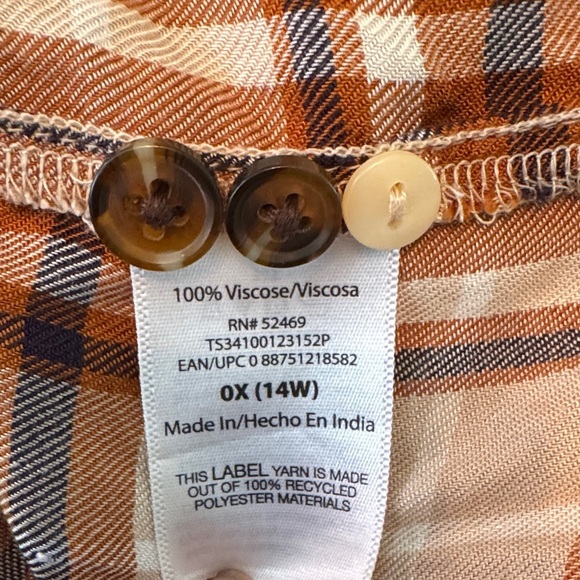 100% Viscose/Viscosa
RN# 52469
TS34100123152P
EAN/UPC 0 88751218582
0X (14W)
Made In/Hecho En India
THIS LABEL YARN IS MADE
OUT OF 100% RECYCLED
POLYESTER MATERIALS